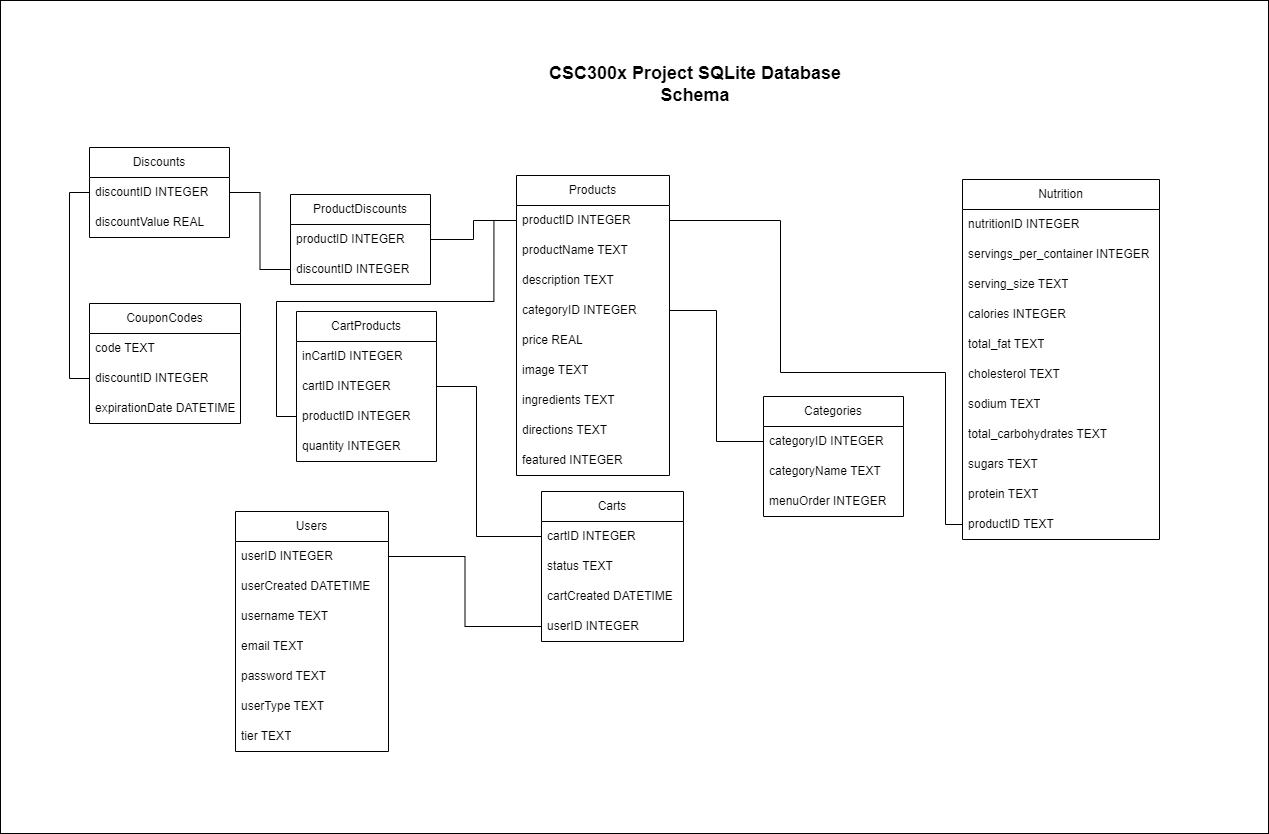 CSC300x Project SQLite Database
Schema
Discounts
discountID INTEGER
discountValue REAL
ProductDiscounts
productID INTEGER
discountID INTEGER
Products
productID INTEGER
productName TEXT
description TEXT
categoryID INTEGER
price REAL
image TEXT
ingredients TEXT
directions TEXT
featured INTEGER
Nutrition
nutritionID INTEGER
servings_per_container INTEGER
serving_size TEXT
calories INTEGER
total_fat TEXT
cholesterol TEXT
sodium TEXT
total_carbohydrates TEXT
sugars TEXT
protein TEXT
productID TEXT
CouponCodes
code TEXT
discountID INTEGER
expirationDate DATETIME
CartProducts
inCartID INTEGER
cartID INTEGER
productID INTEGER
quantity INTEGER
Categories
categoryID INTEGER
categoryName TEXT
menuOrder INTEGER
Users
userID INTEGER
userCreated DATETIME
username TEXT
email TEXT
password TEXT
userType TEXT
tier TEXT
Carts
cartID INTEGER
status TEXT
cartCreated DATETIME
userID INTEGER